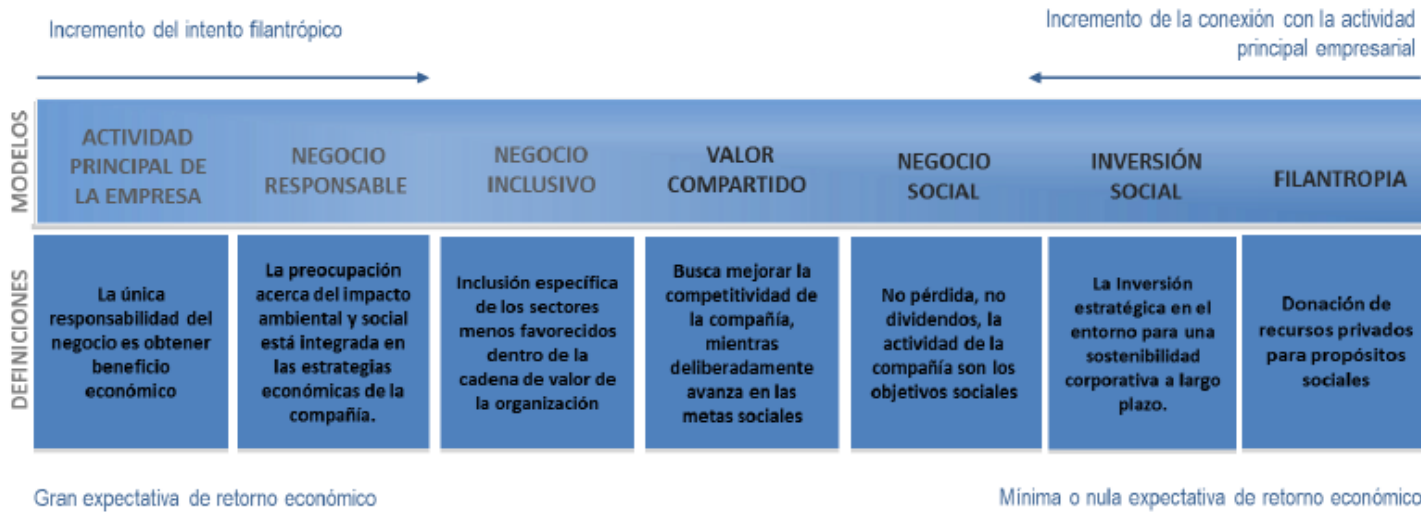 Incremento del intento filantrópico
Incremento de la conexión con la actividad
principal empresarial
MODELOS
ACTIVIDAD
PRINCIPAL DE
LA EMPRESA
NEGOCIO
RESPONSABLE
NEGOCIO
INCLUSIVO
VALOR
COMPARTIDO
NEGOCIO
SOCIAL
INVERSIÓN
SOCIAL
FILANTROPIA
DEFINICIONES
La única
responsabilidad del
negocio es obtener
beneficio
económico
La preocupación
acerca del impacto
ambiental y social
está integrada en
las estrategias
económicas de la
compañía.
Inclusión específica
de los sectores
menos favorecidos
dentro de la
cadena de valor de
la organización
Busca mejorar la
competitividad de
la compañía,
mientras
deliberadamente
avanza en las
metas sociales
No pérdida, no
dividendos, la
actividad de la
compañía son los
objetivos sociales
La Inversión
estratégica en el
entorno para una
sostenibilidad
corporativa a largo
plazo.
Donación de
recursos privados
para propósitos
sociales
Gran expectativa de retorno económico
Mínima o nula expectativa de retorno económico